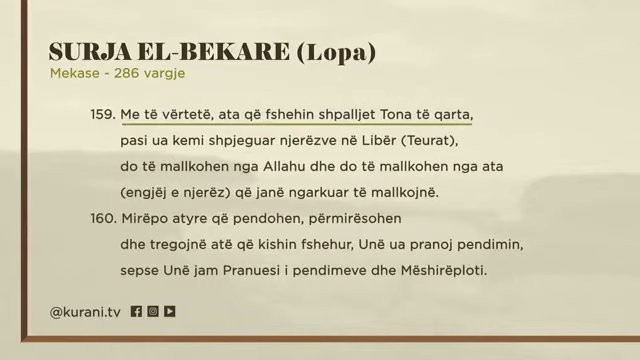 SURJA EL-BEKARE (Lopa)
Mekase - 286 vargje
159. Me të vërtetë, ata që fshehin shpalljet Tona të qarta,
pasi ua kemi shpjeguar njerëzve në Libër (Teurat),
do të mallkohen nga Allahu dhe do të mallkohen nga ata
(engjëj e njerëz) që janë ngarkuar të mallkojnë.
160. Mirëpo atyre që pendohen, përmirësohen
dhe tregojnë atë që kishin fshehur, Unë ua pranoj pendimin,
sepse Unë jam Pranuesi i pendimeve dhe Mëshirëploti.
@kurani.tv